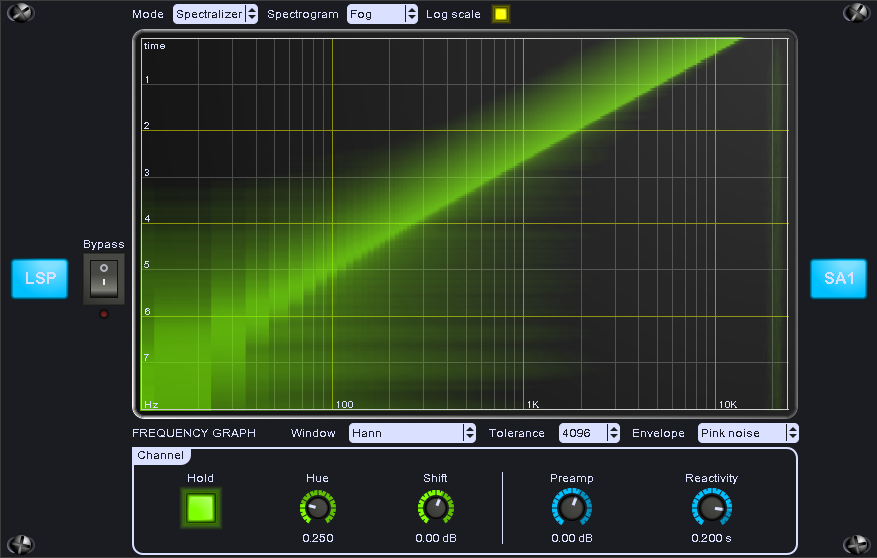 Mode Spectralizer Spectrogram Fog Log scale
time
1
2
3
4
5
6
7
Hz 100 1K 10K
Bypass
LSP
SA1
FREQUENCY GRAPH Window Hann Tolerance 4096 Envelope Pink noise
Channel
Hold Hue Shift Preamp Reactivity
0.250 0.00 dB 0.00 dB 0.200 s